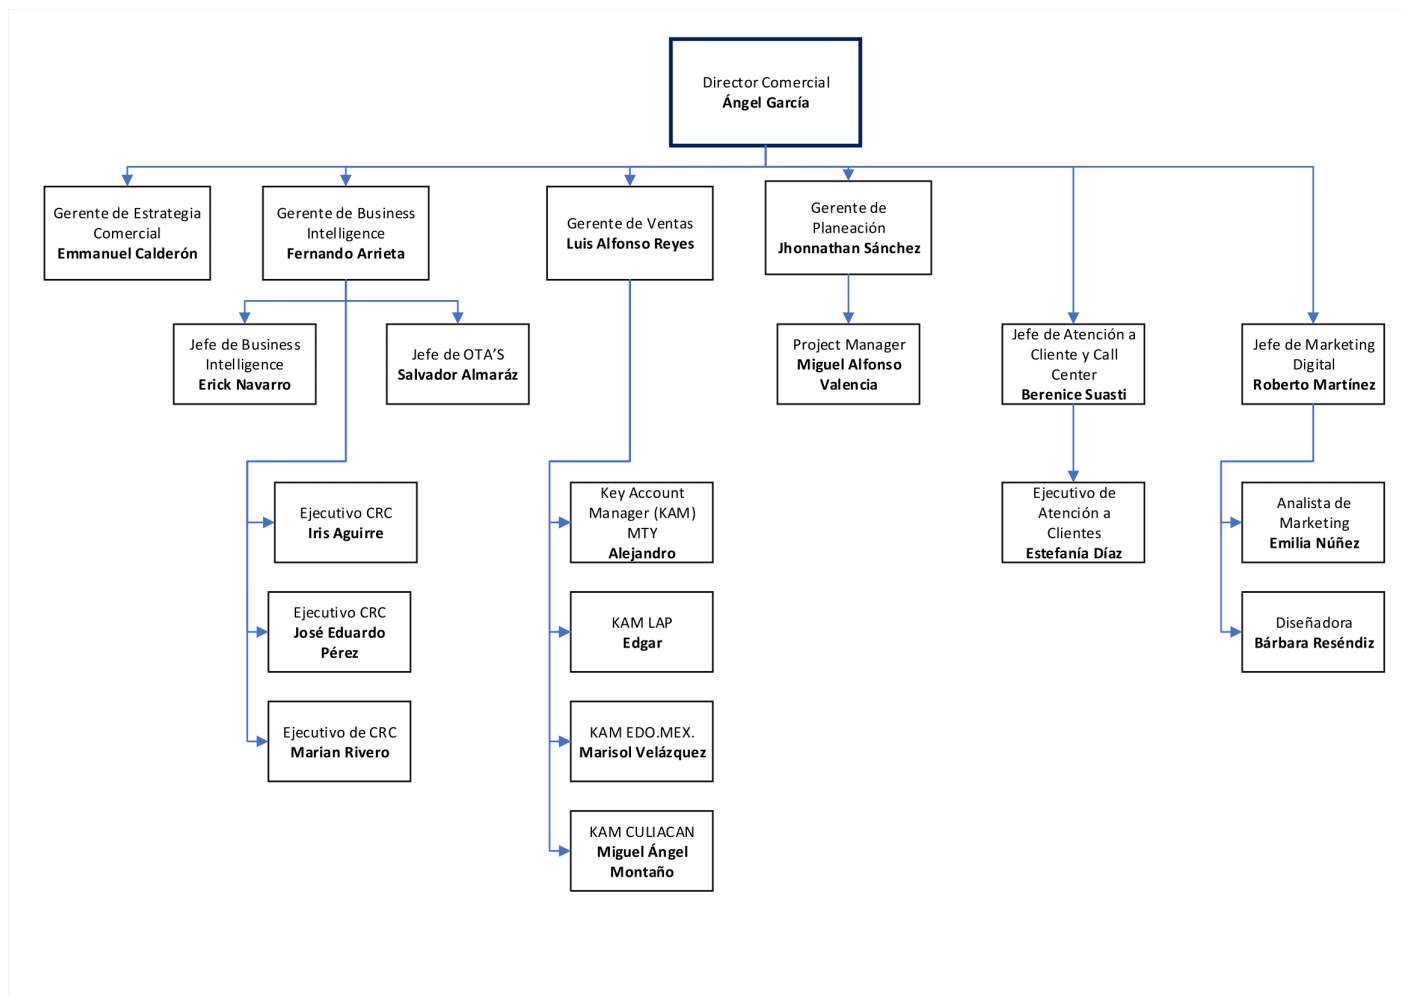 Director Comercial
Ángel García
Gerente de Estrategia
Comercial
Emmanuel Calderón
Gerente de Business
Intelligence
Fernando Arrieta
Gerente de Ventas
Luis Alfonso Reyes
Gerente de
Planeación
Jhonnathan Sánchez
Jefe de Business
Intelligence
Erick Navarro
Jefe de OTA’S
Salvador Almaráz
Project Manager
Miguel Alfonso
Valencia
Jefe de Atención a
Cliente y Call
Center
Berenice Suasti
Jefe de Marketing
Digital
Roberto Martínez
Ejecutivo CRC
Iris Aguirre
Key Account
Manager (KAM)
MTY
Alejandro
Ejecutivo de
Atención a
Clientes
Estefanía Díaz
Analista de
Marketing
Emilia Núñez
Ejecutivo CRC
José Eduardo
Pérez
KAM LAP
Edgar
Diseñadora
Bárbara Reséndiz
Ejecutivo de CRC
Marian Rivero
KAM EDO.MEX.
Marisol Velázquez
KAM CULIACAN
Miguel Ángel
Montaño